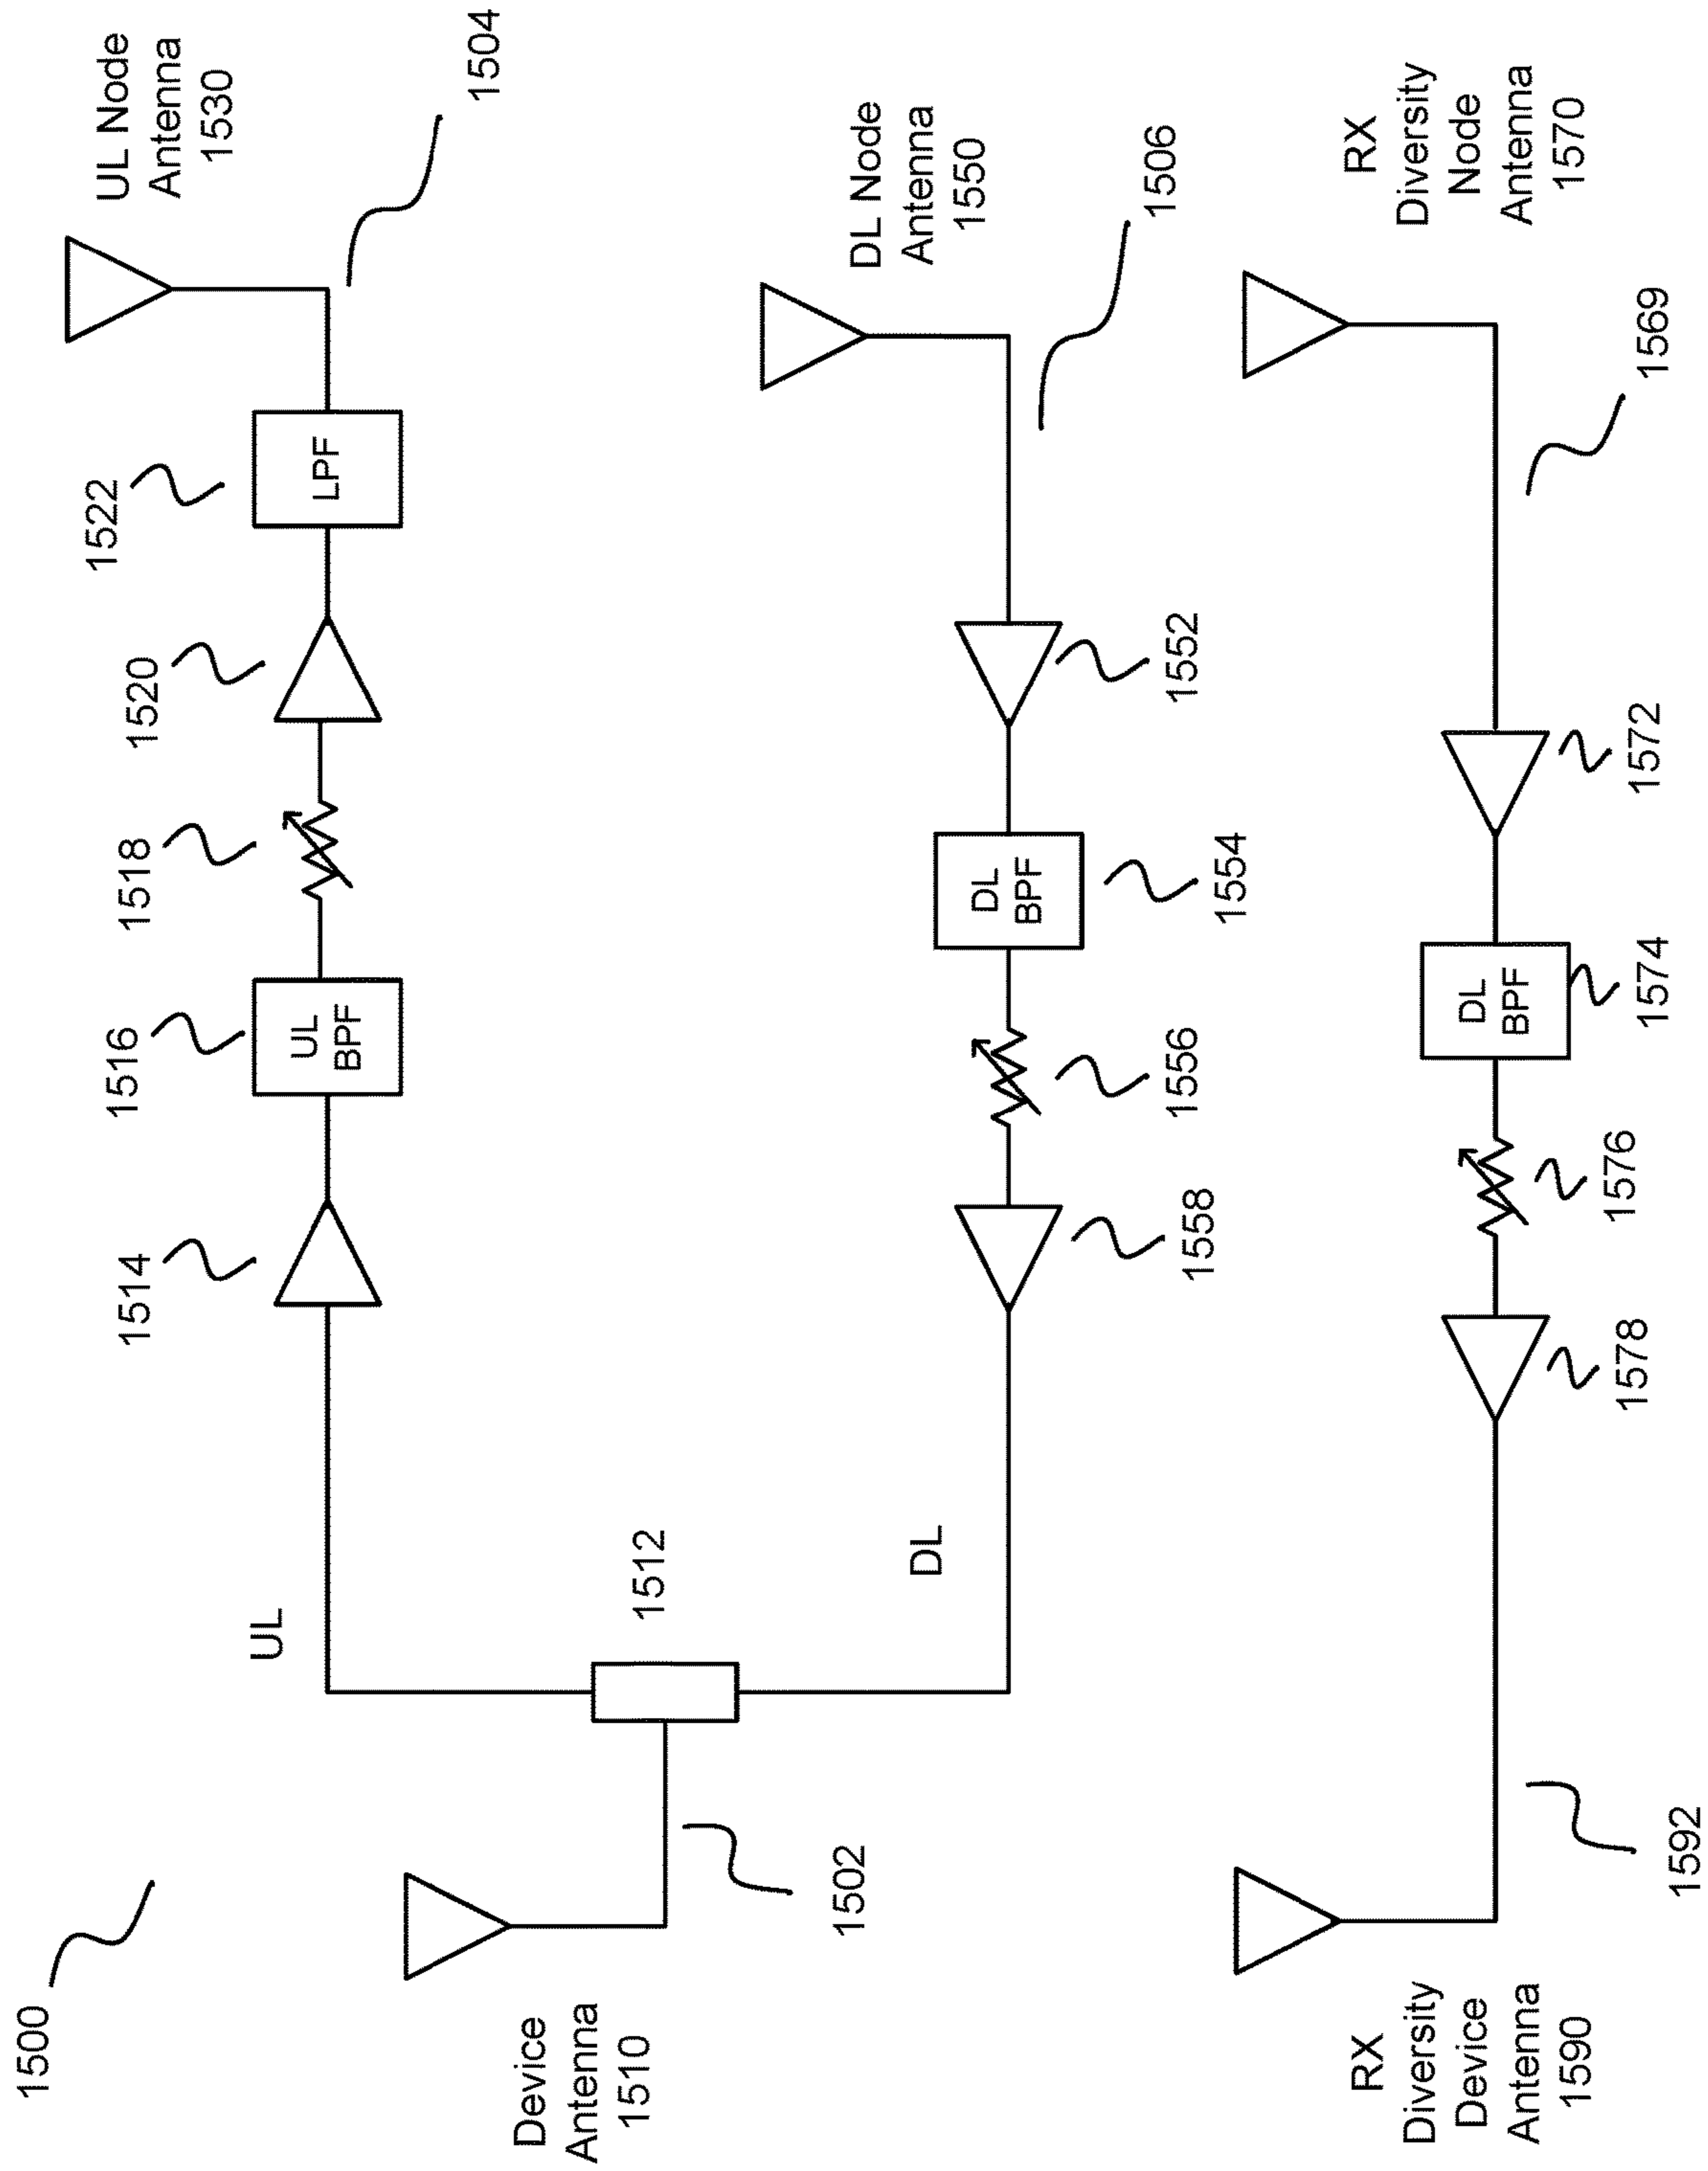 1500
1514
1516
1518
1520
1522
UL Node
Antenna
1530
UL
UL
BPF
LPF
1504
Device
Antenna
1510
1512
1502
DL
DL Node
Antenna
1550
DL
BPF
1506
1558
1556
1554
1552
RX
Diversity
Device
Antenna
1590
RX
Diversity
Node
Antenna
1570
DL
BPF
1592
1578
1576
1574
1572
1569